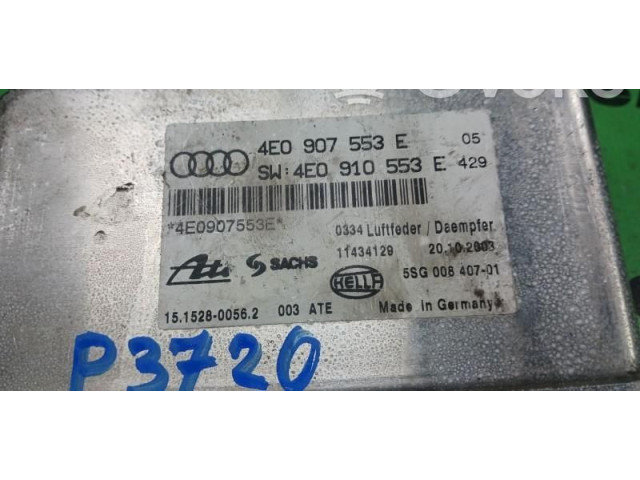 4E0 907 553 E 05
SW: 4E0 910 553 E 429
*4E0907553E*
0334 Luftfeder / Daempfer
11434129 20.10.2003
Ate SACHS HELLA 5SG 008 407-01
15.1528-0056.2 003 ATE Made in Germany
P3720